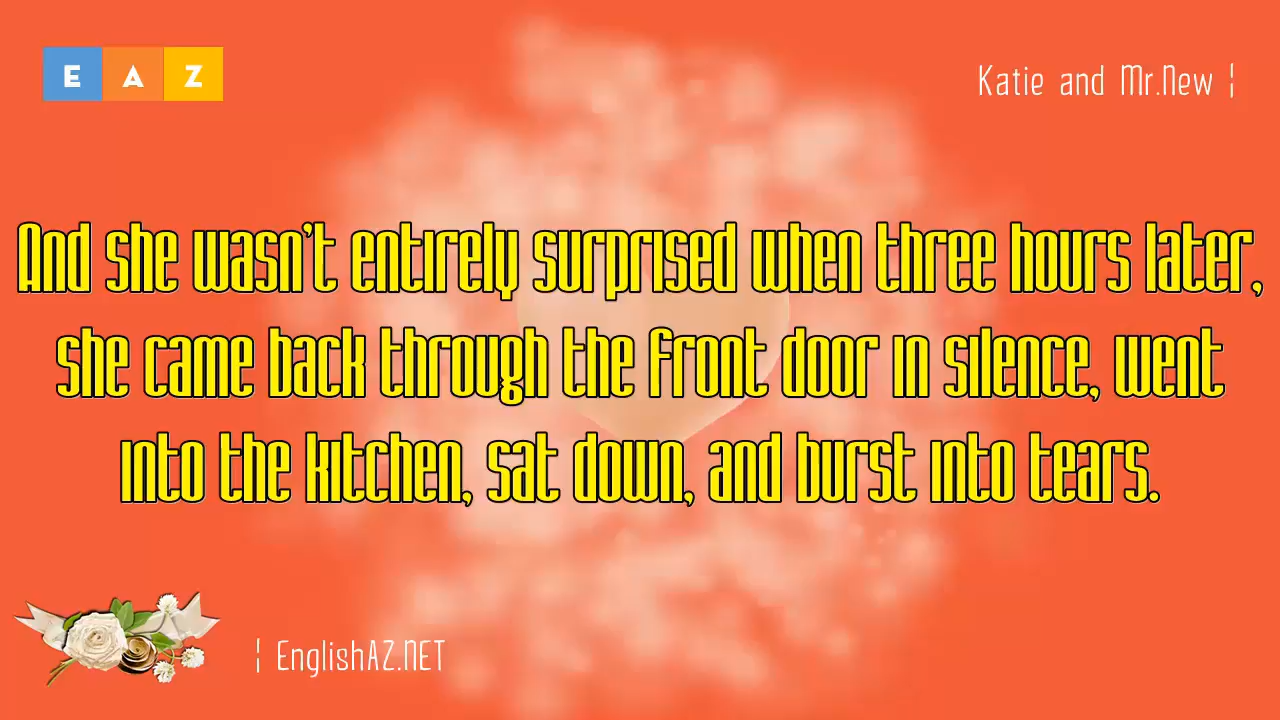 E A Z
Katie and Mr.New ¦
And she wasn't entirely surprised when three hours later,
she came back through the front door in silence, went
into the kitchen, sat down, and burst into tears.
¦ EnglishAZ.NET